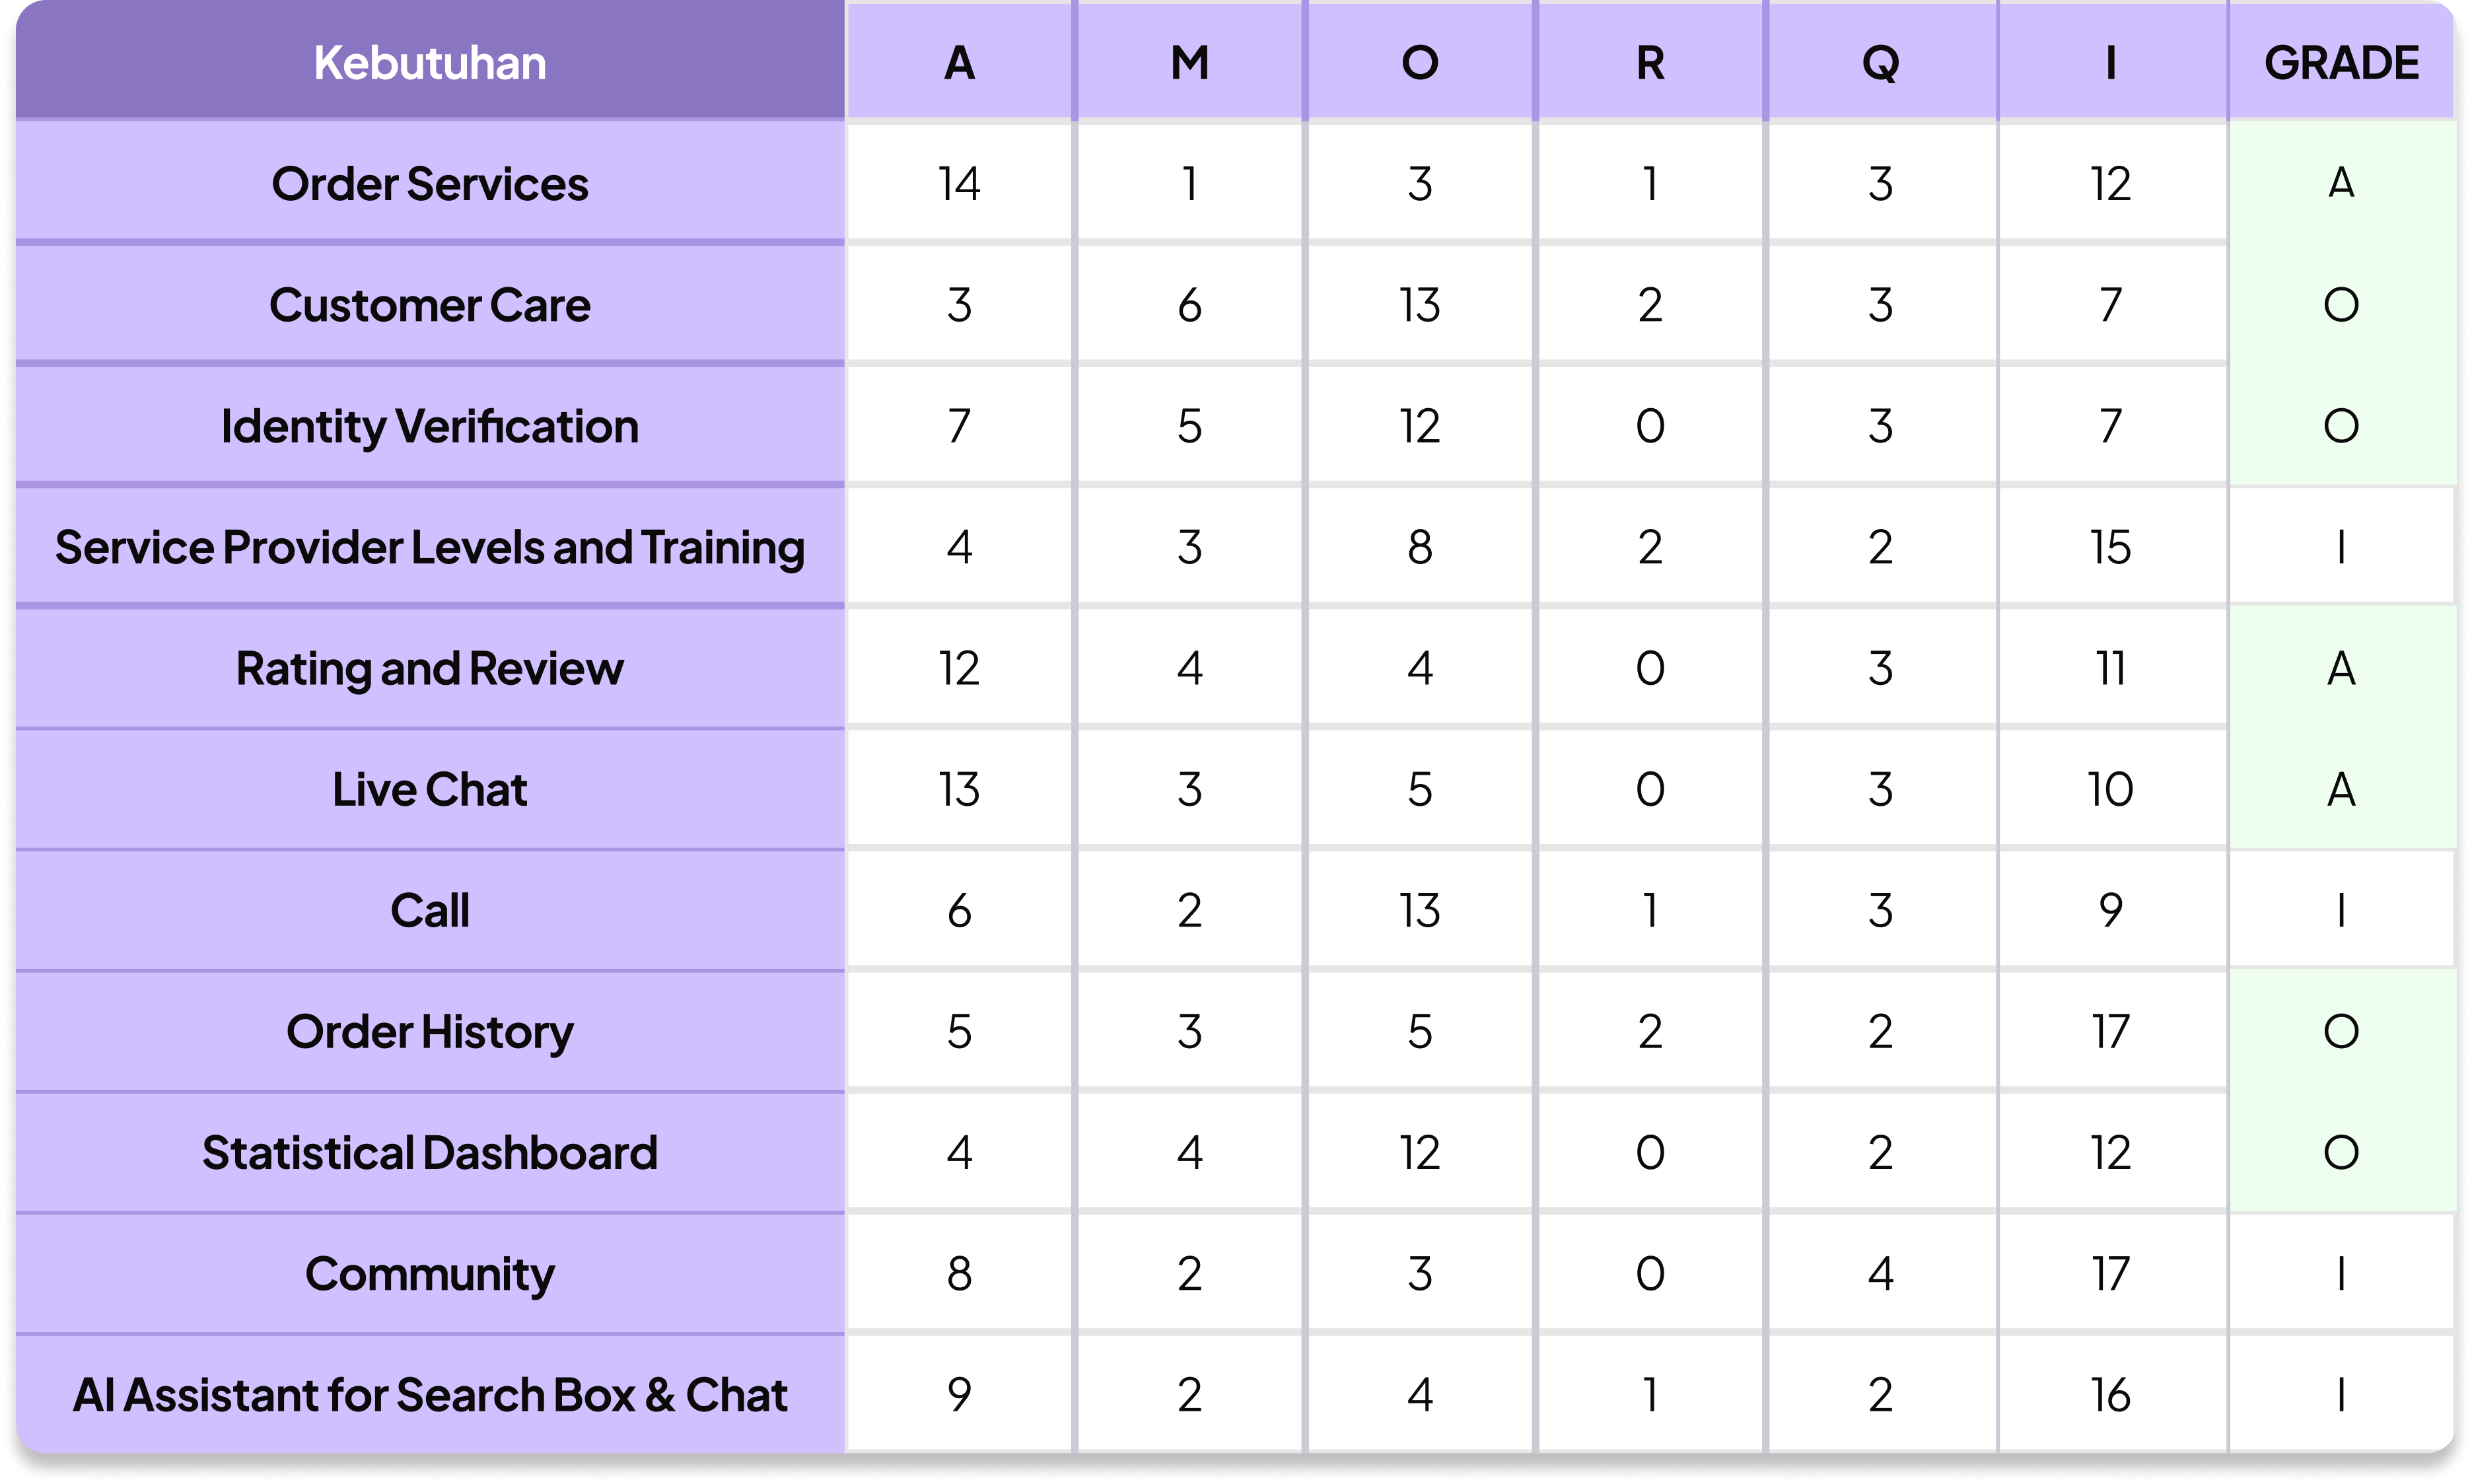 Kebutuhan A M O R Q I GRADE
Order Services 14 1 3 1 3 12 A
Customer Care 3 6 13 2 3 7 O
Identity Verification 7 5 12 0 3 7 O
Service Provider Levels and Training 4 3 8 2 2 15 I
Rating and Review 12 4 4 0 3 11 A
Live Chat 13 3 5 0 3 10 A
Call 6 2 13 1 3 9 I
Order History 5 3 5 2 2 17 O
Statistical Dashboard 4 4 12 0 2 12 O
Community 8 2 3 0 4 17 I
AI Assistant for Search Box & Chat 9 2 4 1 2 16 I